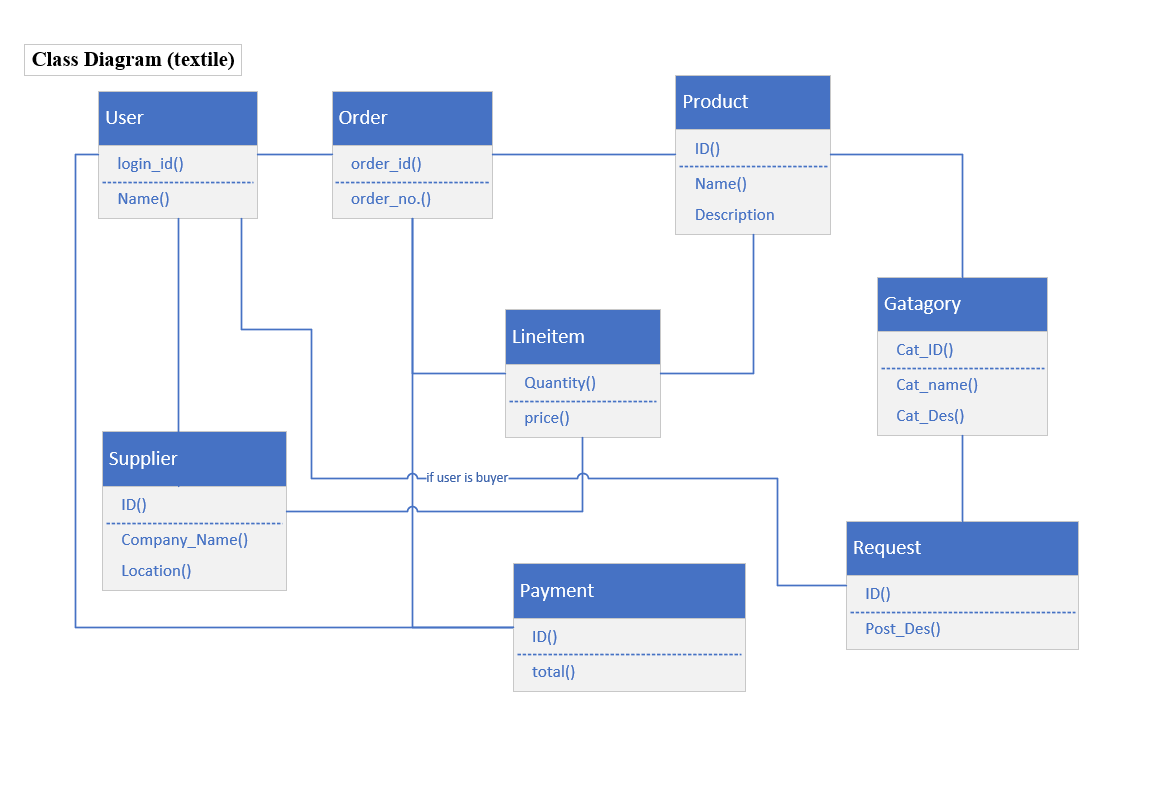 Class Diagram (textile)
User
login_id()
Name()
Order
order_id()
order_no.()
Product
ID()
Name()
Description
Gatagory
Cat_ID()
Cat_name()
Cat_Des()
Lineitem
Quantity()
price()
Supplier
ID()
Company_Name()
Location()
if user is buyer
Payment
ID()
total()
Request
ID()
Post_Des()